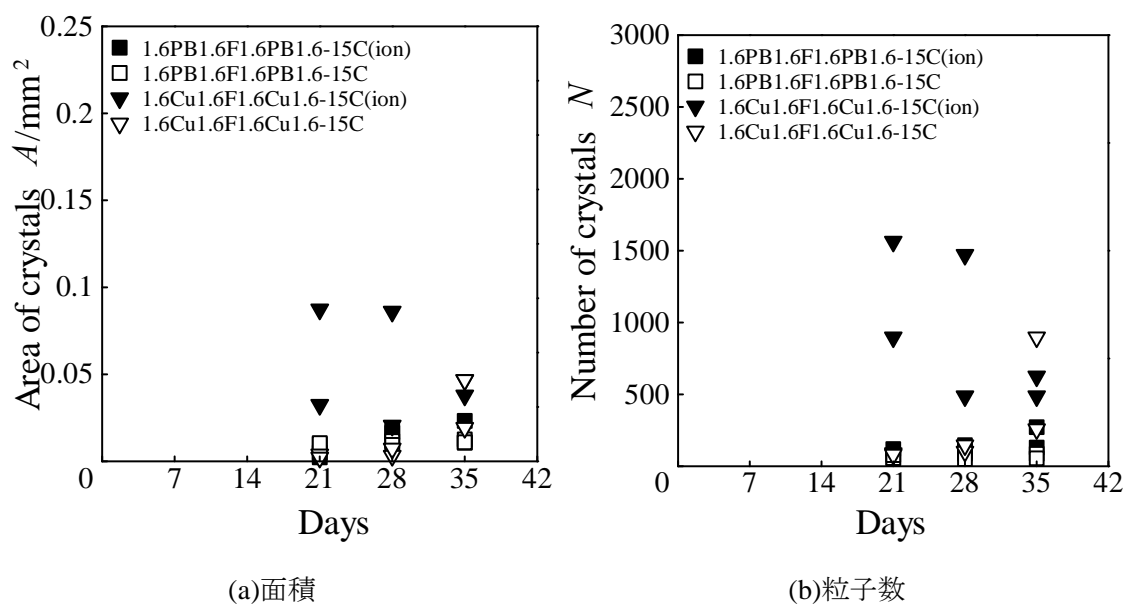 0.25
0.2
0.15
0.1
0.05
0
7
14
21
28
35
42
Area of crystals A/mm²
Days
1.6PB1.6F1.6PB1.6-15C(ion)
1.6PB1.6F1.6PB1.6-15C
1.6Cu1.6F1.6Cu1.6-15C(ion)
1.6Cu1.6F1.6Cu1.6-15C
(a)面積
3000
2500
2000
1500
1000
500
0
7
14
21
28
35
42
Number of crystals N
Days
1.6PB1.6F1.6PB1.6-15C(ion)
1.6PB1.6F1.6PB1.6-15C
1.6Cu1.6F1.6Cu1.6-15C(ion)
1.6Cu1.6F1.6Cu1.6-15C
(b)粒子数